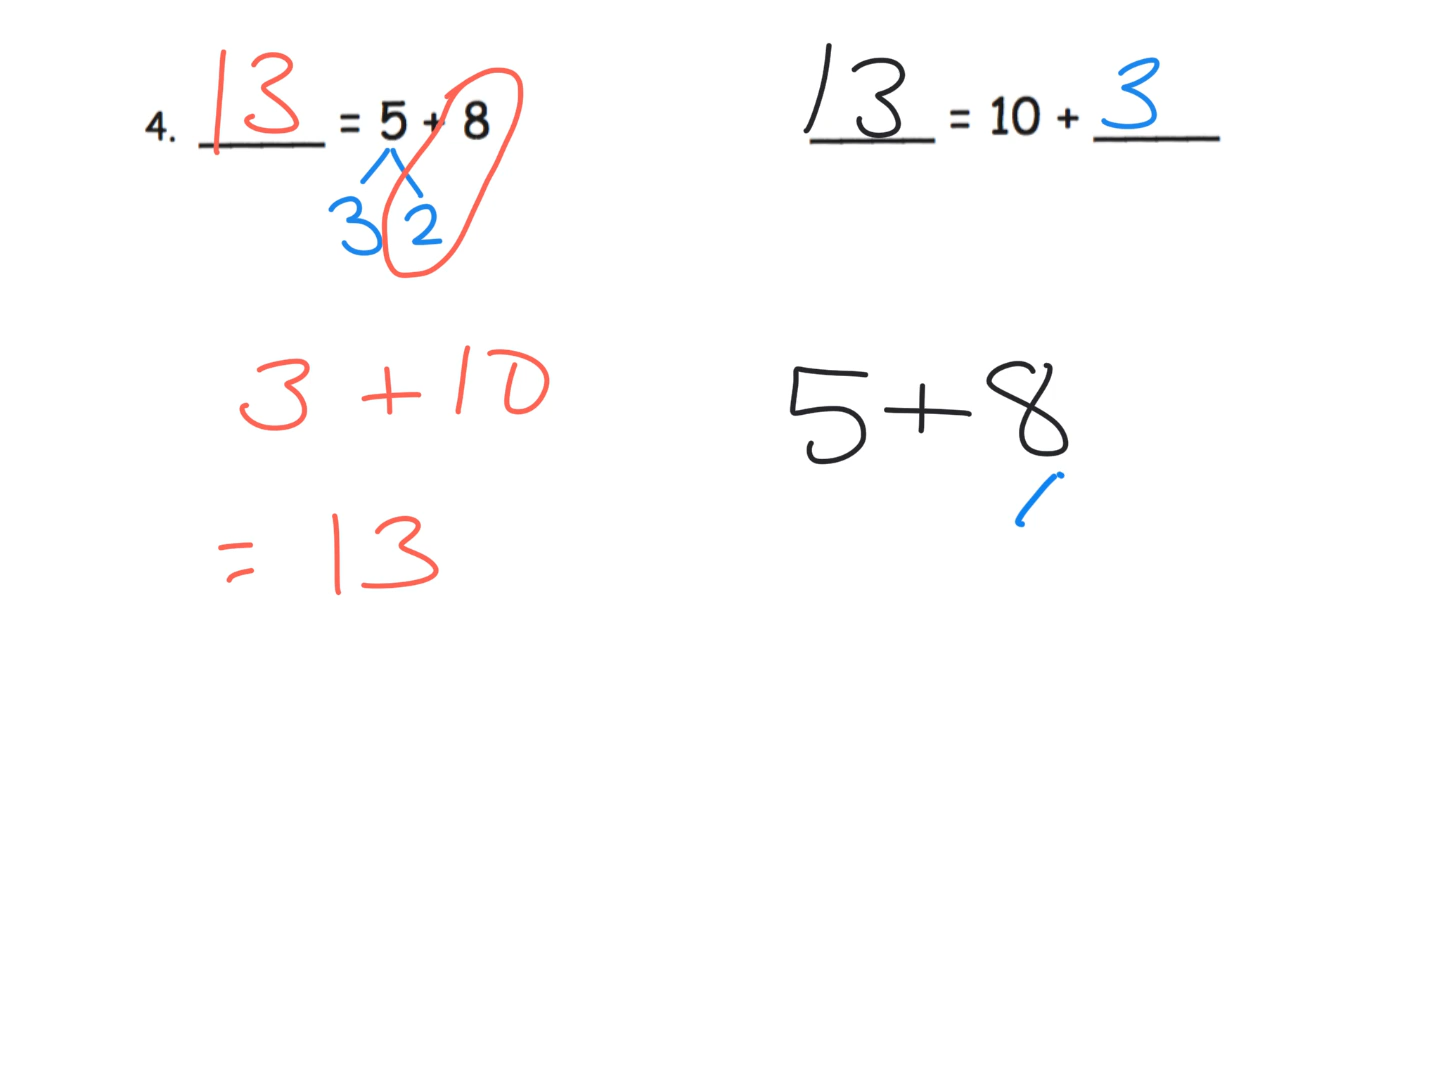 4. 13 = 5 + 8
3 2
3 + 10
= 13
13 = 10 + 3
5 + 8